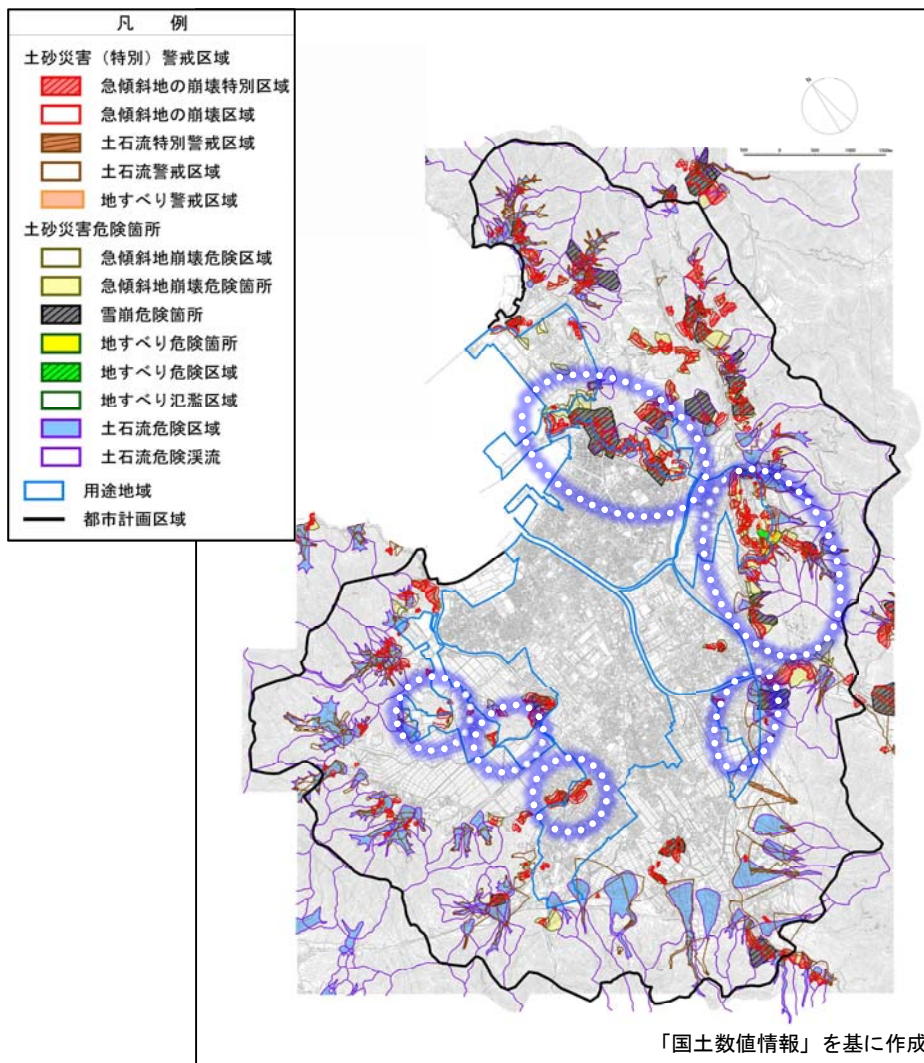 凡 例
土砂災害（特別）警戒区域
急傾斜地の崩壊特別区域
急傾斜地の崩壊区域
土石流特別警戒区域
土石流警戒区域
地すべり警戒区域
土砂災害危険箇所
急傾斜地崩壊危険区域
急傾斜地崩壊危険箇所
雪崩危険箇所
地すべり危険箇所
地すべり危険区域
地すべり氾濫区域
土石流危険区域
土石流危険渓流
用途地域
都市計画区域
「国土数値情報」を基に作成